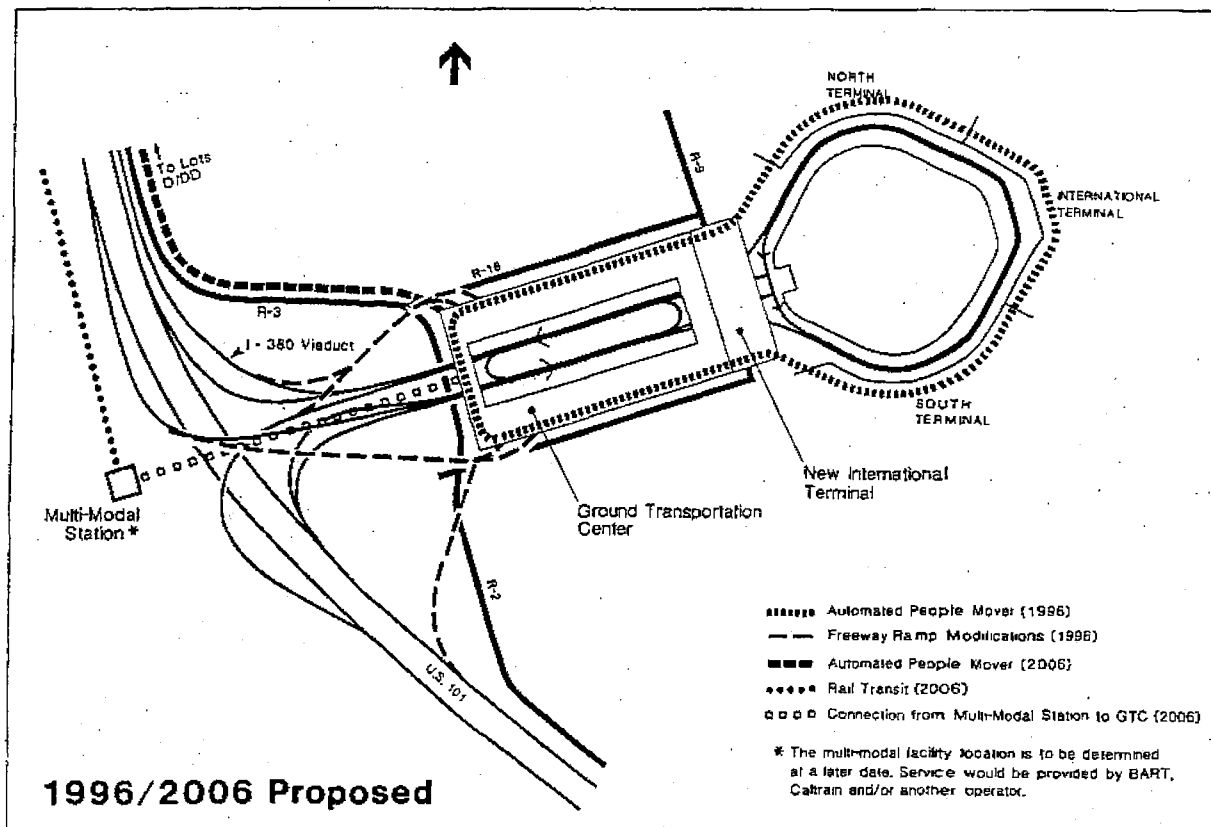 NORTH
TERMINAL
To Lots
D/DD
R-9
INTERNATIONAL
TERMINAL
R-18
R-3
I - 380 Viaduct
SOUTH
TERMINAL
New International
Terminal
Ground Transportation
Center
Multi-Modal
Station *
R-2
U.S. 101
Automated People Mover (1996)
Freeway Ramp Modifications (1996)
Automated People Mover (2006)
Rail Transit (2006)
Connection from Multi-Modal Station to GTC (2006)
* The multi-modal facility location is to be determined
at a later date. Service would be provided by BART,
Caltrain and/or another operator.
1996/2006 Proposed